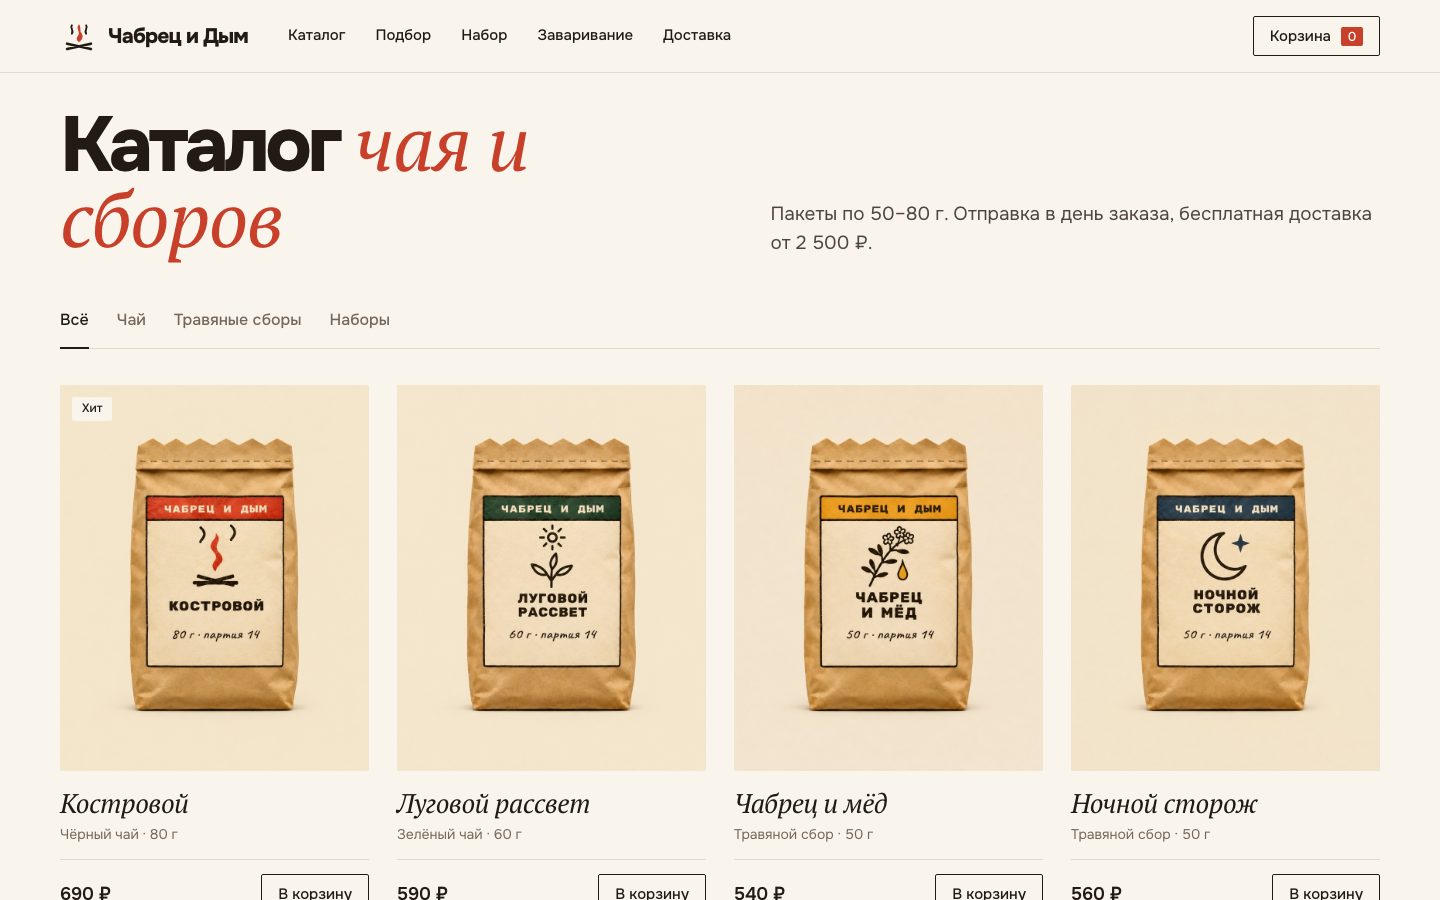 Чабрец и Дым
Каталог
Подбор
Набор
Заваривание
Доставка
Корзина 0
Каталог чая и
сборов
Пакеты по 50–80 г. Отправка в день заказа, бесплатная доставка
от 2 500 ₽.
Всё
Чай
Травяные сборы
Наборы
Хит
ЧАБРЕЦ И ДЫМ
КОСТРОВОЙ
80 г · партия 14
ЧАБРЕЦ И ДЫМ
ЛУГОВОЙ
РАССВЕТ
60 г · партия 14
ЧАБРЕЦ И ДЫМ
ЧАБРЕЦ
И МЁД
50 г · партия 14
ЧАБРЕЦ И ДЫМ
НОЧНОЙ
СТОРОЖ
50 г · партия 14
Костровой
Чёрный чай · 80 г
690 ₽
В корзину
Луговой рассвет
Зелёный чай · 60 г
590 ₽
В корзину
Чабрец и мёд
Травяной сбор · 50 г
540 ₽
В корзину
Ночной сторож
Травяной сбор · 50 г
560 ₽
В корзину